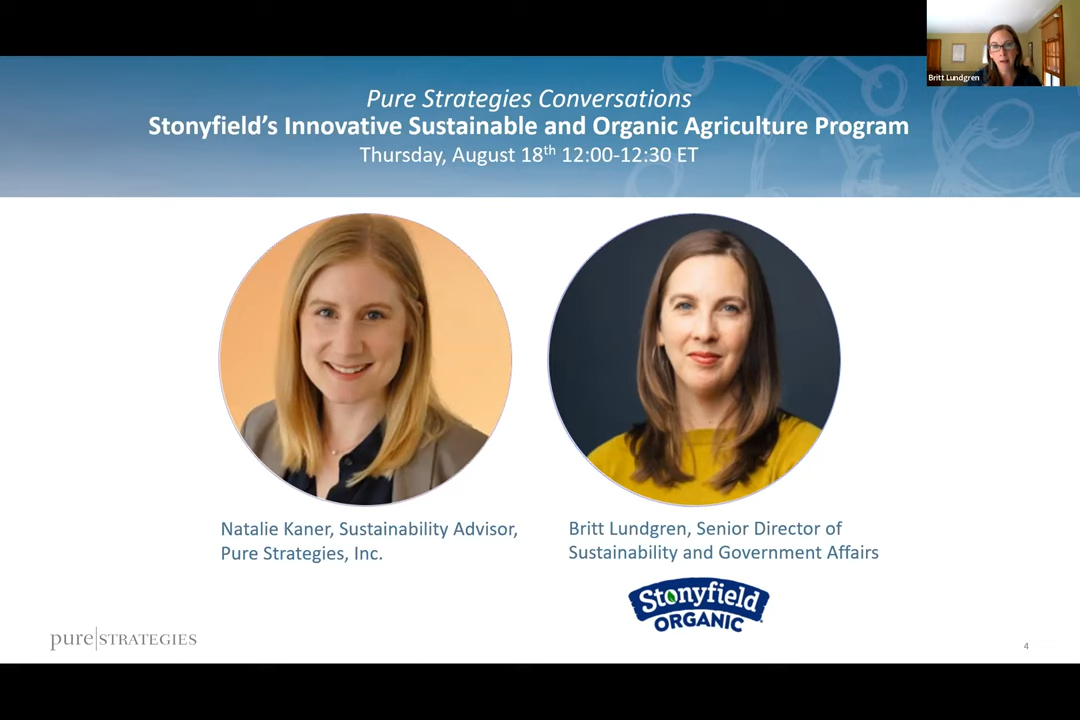 Britt Lundgren
Pure Strategies Conversations
Stonyfield's Innovative Sustainable and Organic Agriculture Program
Thursday, August 18th 12:00-12:30 ET
Natalie Kaner, Sustainability Advisor,
Pure Strategies, Inc.
Britt Lundgren, Senior Director of
Sustainability and Government Affairs
Stonyfield
ORGANIC
pure|STRATEGIES
4